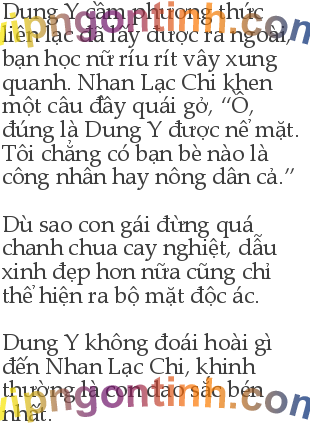 Dung Y cầm phương thức
liên lạc đã lấy được ra ngoài,
bạn học nữ ríu rít vây xung
quanh. Nhan Lạc Chi khen
một câu đầy quái gở, “Ồ,
đúng là Dung Y được nể mặt.
Tôi chẳng có bạn bè nào là
công nhân hay nông dân cả.”
Dù sao con gái đừng quá
chanh chua cay nghiệt, dẫu
xinh đẹp hơn nữa cũng chỉ
thể hiện ra bộ mặt độc ác.
Dung Y không đoái hoài gì
đến Nhan Lạc Chi, khinh
thường là con dao sắc bén
nhất.
vipngontinh.com
vipngontinh.com